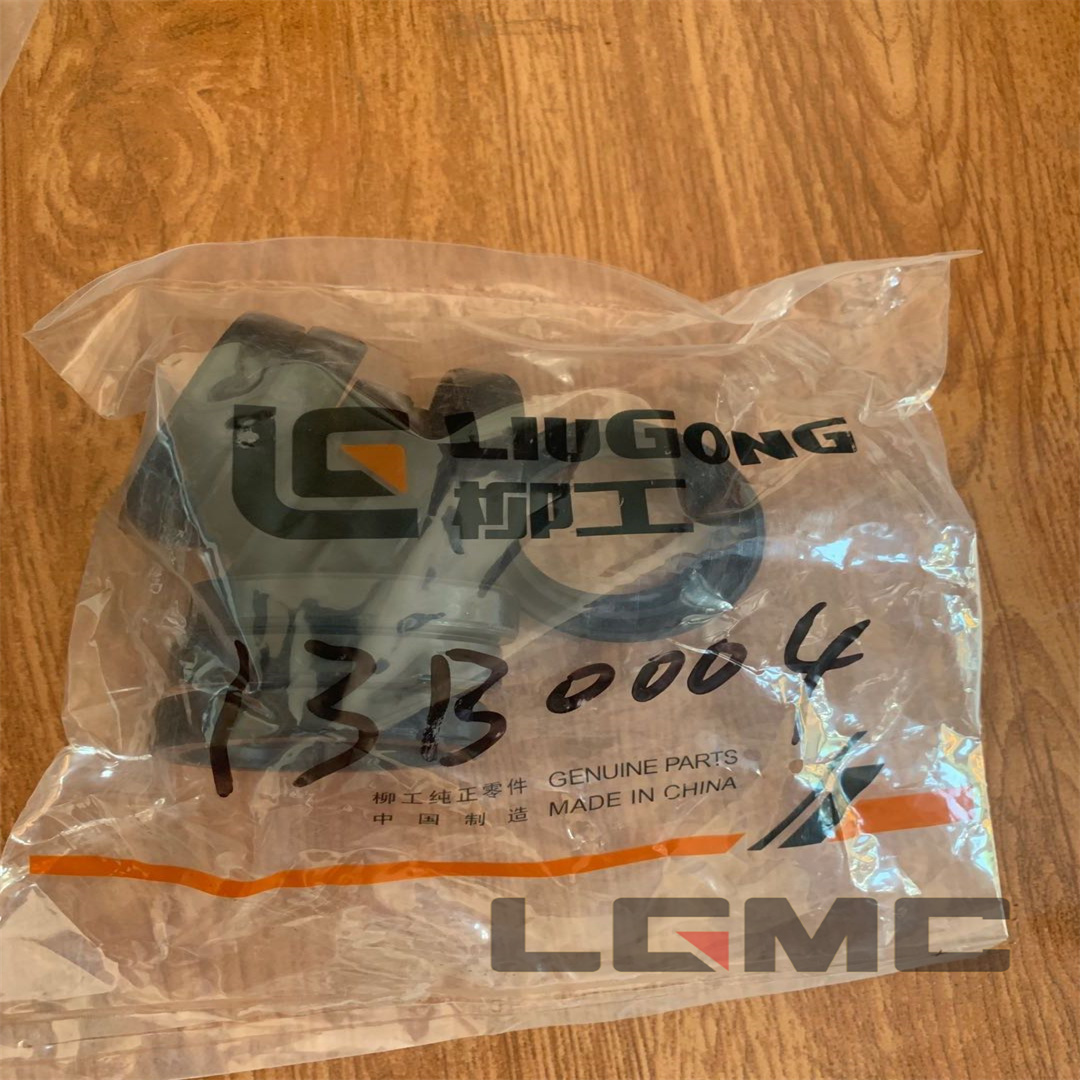 LIUGONG
柳工
13B0004
柳工纯正零件 GENUINE PARTS
中国制造 MADE IN CHINA
LGMC